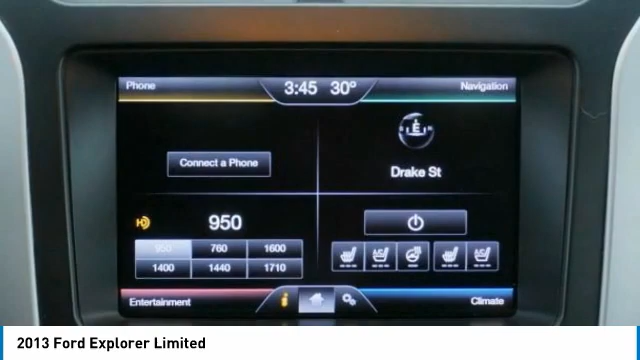 Phone
3:45 30°
Navigation
E
Connect a Phone
Drake St
950
950 760 1600
1400 1440 1710
A/C
A/C
Entertainment
i
Climate
2013 Ford Explorer Limited